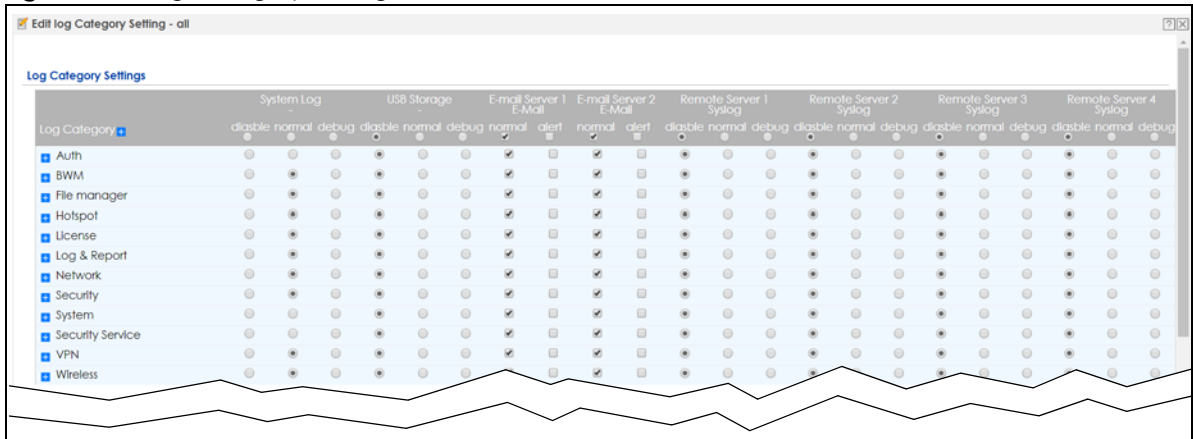 Edit log Category Setting - all
Log Category Settings
System Log USB Storage E-mail Server 1 E-mail Server 2 Remote Server 1 Remote Server 2 Remote Server 3 Remote Server 4
- - E-Mail E-Mail Syslog Syslog Syslog Syslog
Log Category disable normal debug disable normal debug normal alert normal alert disable normal debug disable normal debug disable normal debug disable normal debug
Auth
BWM
File manager
Hotspot
License
Log & Report
Network
Security
System
Security Service
VPN
Wireless